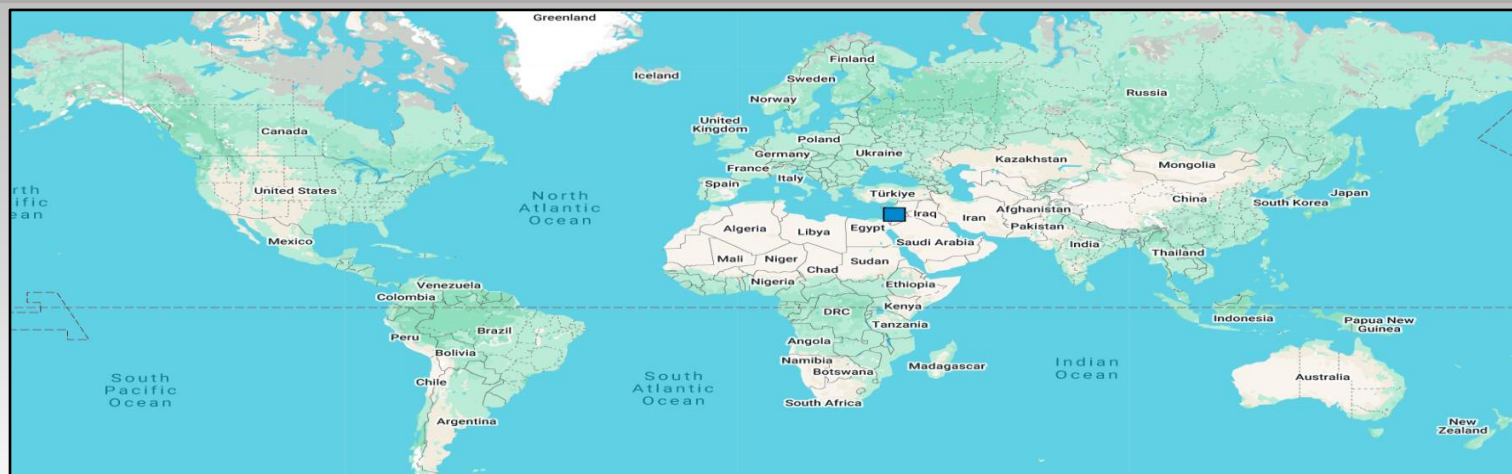 Greenland
Iceland
Finland
Sweden
Norway
Russia
United
Kingdom
Canada
Poland
Germany
Ukraine
France
Kazakhstan
Mongolia
Italy
Spain
United States
Türkiye
Japan
China
South Korea
North
Atlantic
Ocean
Afghanistan
Iraq
Iran
Pakistan
rth
ific
ean
Algeria
Libya
Egypt
Mexico
Saudi Arabia
India
Thailand
Mali
Niger
Chad
Sudan
Nigeria
Ethiopia
Venezuela
Colombia
Kenya
DRC
Indonesia
Papua New
Guinea
Tanzania
Brazil
Peru
Angola
Bolivia
Namibia
Botswana
Madagascar
Indian
Ocean
South
Pacific
Ocean
Chile
South
Atlantic
Ocean
Australia
South Africa
Argentina
New
Zealand